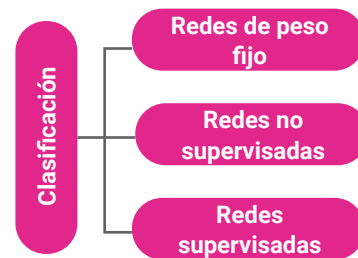 Clasificación
Redes de peso
fijo
Redes no
supervisadas
Redes
supervisadas